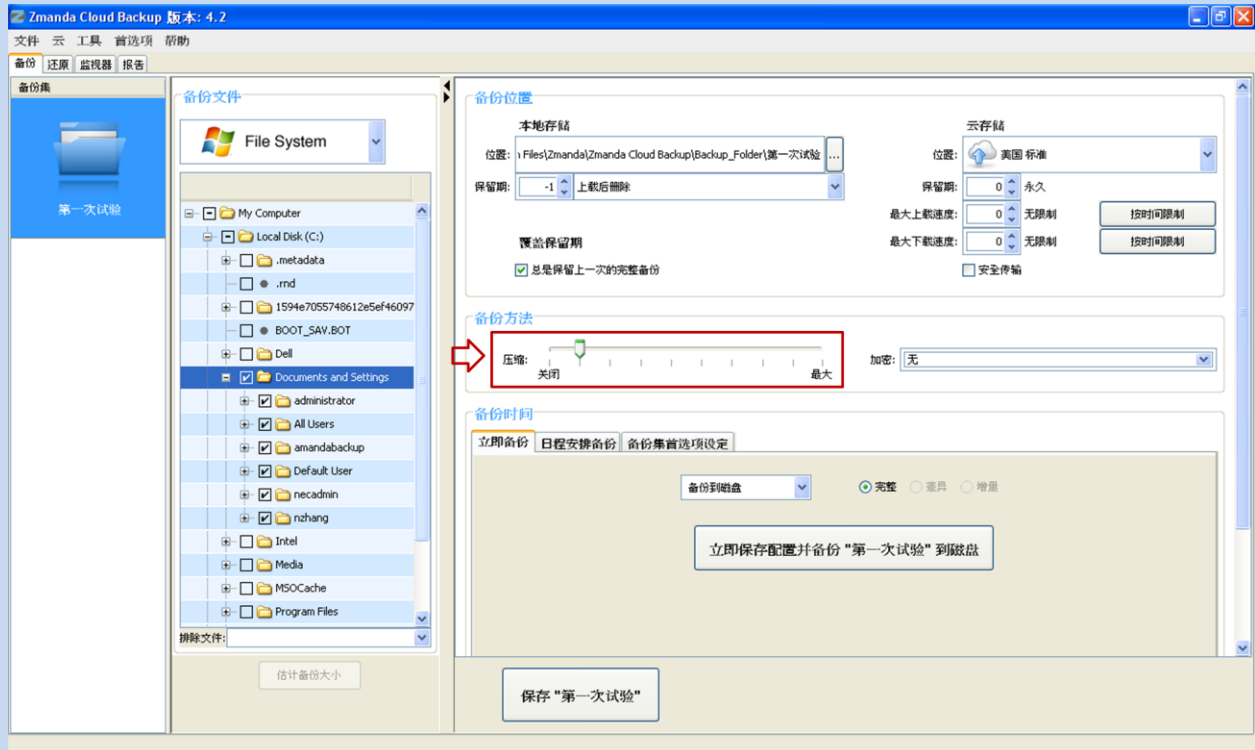 Zmanda Cloud Backup 版本: 4.2
文件 云 工具 首选项 帮助
备份 还原 监视器 报告
备份集
第一次试验
备份文件
File System
My Computer
Local Disk (C:)
.metadata
.rnd
1594e7055748612e5ef46097
BOOT_SAV.BOT
Dell
Documents and Settings
administrator
All Users
amandabackup
Default User
necadmin
nzhang
Intel
Media
MSOCache
Program Files
排除文件:
估计备份大小
备份位置
本地存储
位置: Files\Zmanda\Zmanda Cloud Backup\Backup_Folder\第一次试验 ...
保留期: -1 上载后删除
覆盖保留期
总是保留上一次的完整备份
云存储
位置: 美国 标准
保留期: 0 永久
最大上载速度: 0 无限制 按时间限制
最大下载速度: 0 无限制 按时间限制
安全传输
备份方法
压缩:
关闭 最大
加密: 无
备份时间
立即备份 日程安排备份 备份集首选项设定
备份到磁盘 完整 差异 增量
立即保存配置并备份 "第一次试验" 到磁盘
保存 "第一次试验"